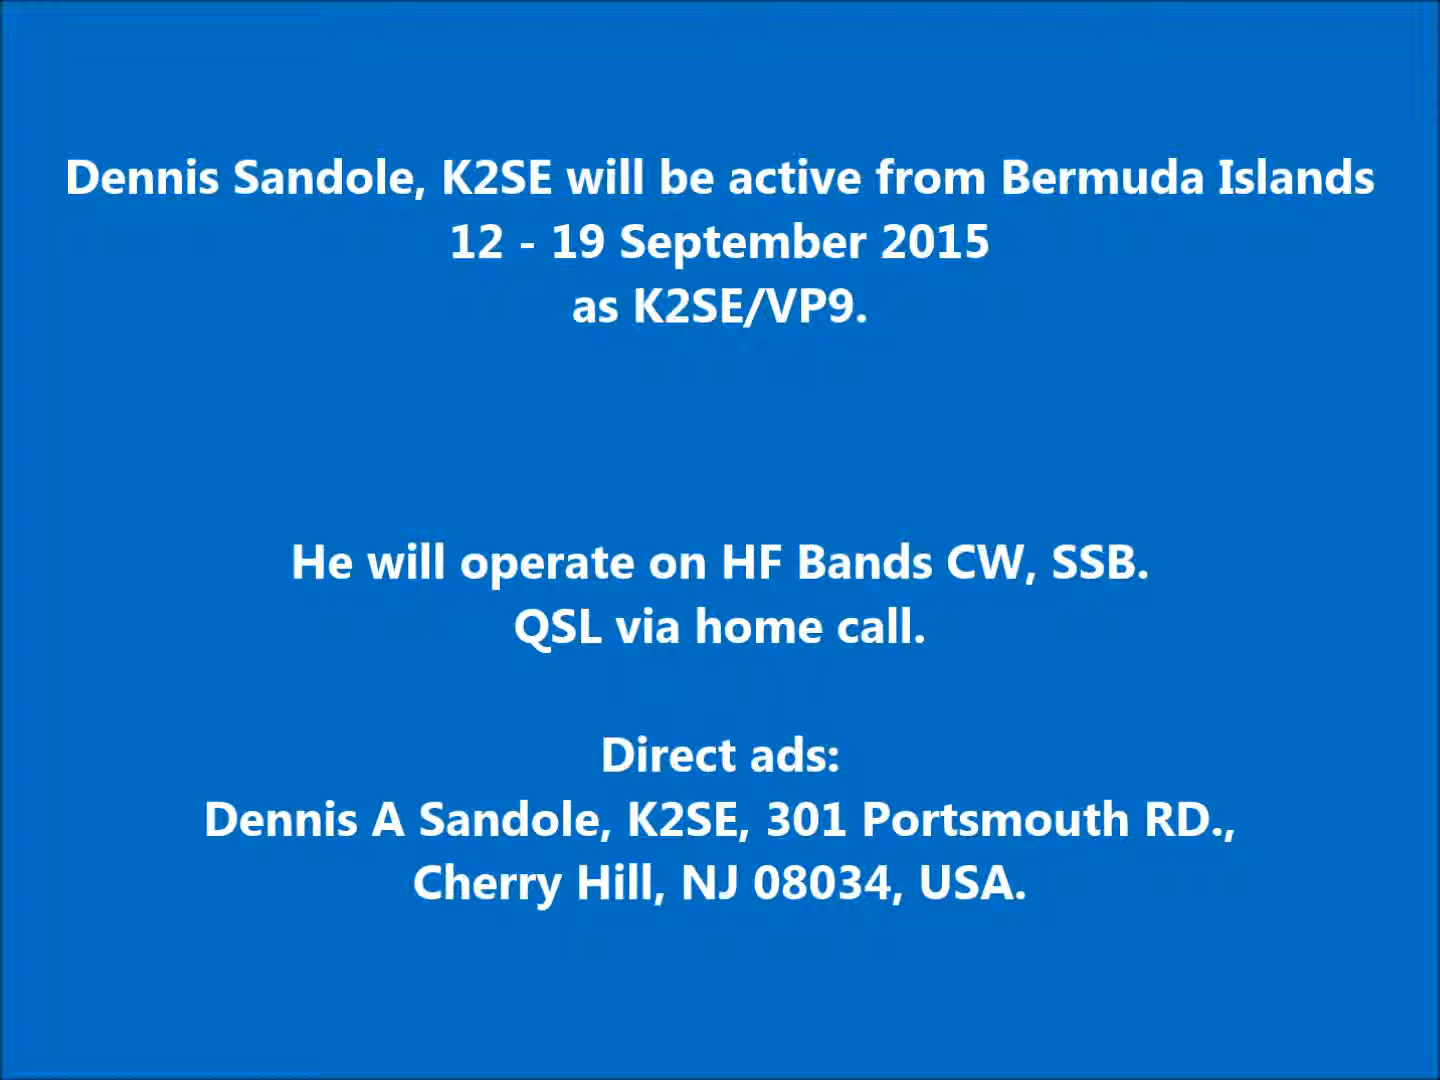 Dennis Sandole, K2SE will be active from Bermuda Islands
12 - 19 September 2015
as K2SE/VP9.
He will operate on HF Bands CW, SSB.
QSL via home call.
Direct ads:
Dennis A Sandole, K2SE, 301 Portsmouth RD.,
Cherry Hill, NJ 08034, USA.